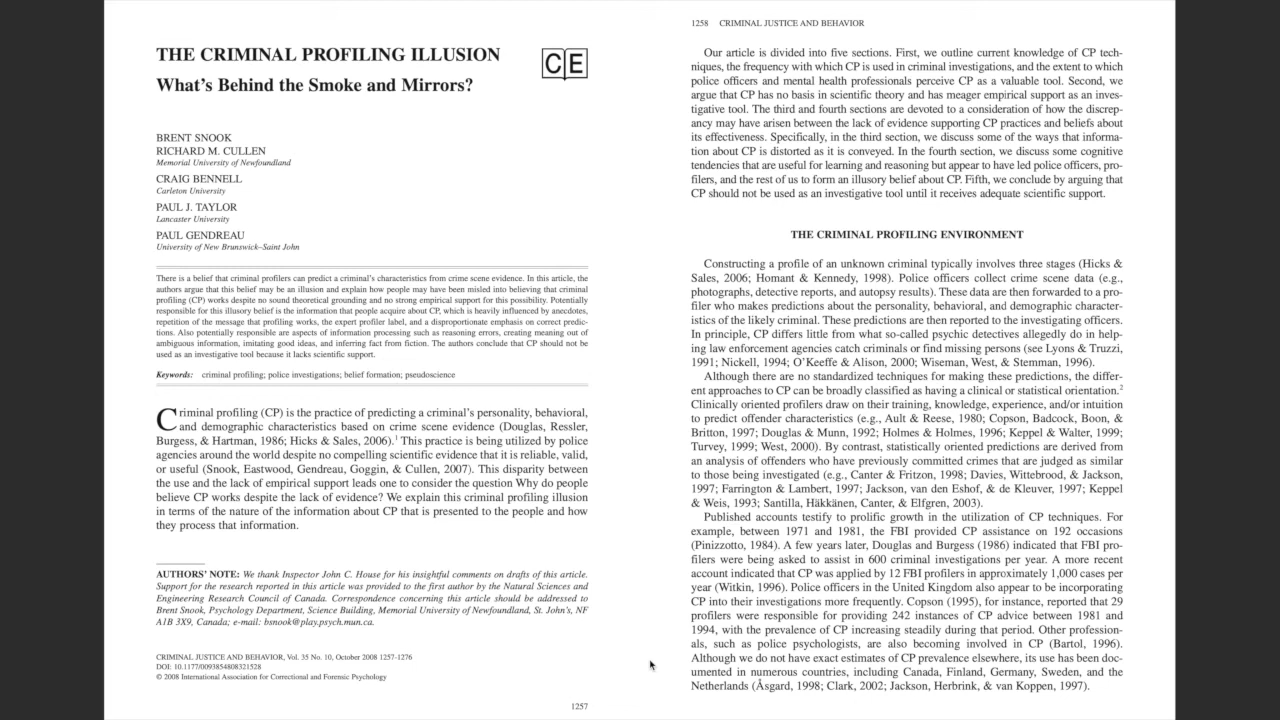 THE CRIMINAL PROFILING ILLUSION
What's Behind the Smoke and Mirrors?
CE
BRENT SNOOK
RICHARD M. CULLEN
Memorial University of Newfoundland
CRAIG BENNELL
Carleton University
PAUL J. TAYLOR
Lancaster University
PAUL GENDREAU
University of New Brunswick–Saint John
There is a belief that criminal profilers can predict a criminal's characteristics from crime scene evidence. In this article, the
authors argue that this belief may be an illusion and explain how people may have been misled into believing that criminal
profiling (CP) works despite no sound theoretical grounding and no strong empirical support for this possibility. Potentially
responsible for this illusory belief is the information that people acquire about CP, which is heavily influenced by anecdotes,
repetition of the message that profiling works, the expert profiler label, and a disproportionate emphasis on correct predic-
tions. Also potentially responsible are aspects of information processing such as reasoning errors, creating meaning out of
ambiguous information, imitating good ideas, and inferring fact from fiction. The authors conclude that CP should not be
used as an investigative tool because it lacks scientific support.
Keywords: criminal profiling; police investigations; belief formation; pseudoscience
Criminal profiling (CP) is the practice of predicting a criminal's personality, behavioral,
and demographic characteristics based on crime scene evidence (Douglas, Ressler,
Burgess, & Hartman, 1986; Hicks & Sales, 2006).1 This practice is being utilized by police
agencies around the world despite no compelling scientific evidence that it is reliable, valid,
or useful (Snook, Eastwood, Gendreau, Goggin, & Cullen, 2007). This disparity between
the use and the lack of empirical support leads one to consider the question Why do people
believe CP works despite the lack of evidence? We explain this criminal profiling illusion
in terms of the nature of the information about CP that is presented to the people and how
they process that information.
AUTHORS' NOTE: We thank Inspector John C. House for his insightful comments on drafts of this article.
Support for the research reported in this article was provided to the first author by the Natural Sciences and
Engineering Research Council of Canada. Correspondence concerning this article should be addressed to
Brent Snook, Psychology Department, Science Building, Memorial University of Newfoundland, St. John's, NF
A1B 3X9, Canada; e-mail: bsnook@play.psych.mun.ca.
CRIMINAL JUSTICE AND BEHAVIOR, Vol. 35 No. 10, October 2008 1257-1276
DOI: 10.1177/0093854808321528
© 2008 International Association for Correctional and Forensic Psychology
1257
1258 CRIMINAL JUSTICE AND BEHAVIOR
Our article is divided into five sections. First, we outline current knowledge of CP tech-
niques, the frequency with which CP is used in criminal investigations, and the extent to which
police officers and mental health professionals perceive CP as a valuable tool. Second, we
argue that CP has no basis in scientific theory and has meager empirical support as an inves-
tigative tool. The third and fourth sections are devoted to a consideration of how the discrep-
ancy may have arisen between the lack of evidence supporting CP practices and beliefs about
its effectiveness. Specifically, in the third section, we discuss some of the ways that informa-
tion about CP is distorted as it is conveyed. In the fourth section, we discuss some cognitive
tendencies that are useful for learning and reasoning but appear to have led police officers, pro-
filers, and the rest of us to form an illusory belief about CP. Fifth, we conclude by arguing that
CP should not be used as an investigative tool until it receives adequate scientific support.
THE CRIMINAL PROFILING ENVIRONMENT
Constructing a profile of an unknown criminal typically involves three stages (Hicks &
Sales, 2006; Homant & Kennedy, 1998). Police officers collect crime scene data (e.g.,
photographs, detective reports, and autopsy results). These data are then forwarded to a pro-
filer who makes predictions about the personality, behavioral, and demographic character-
istics of the likely criminal. These predictions are then reported to the investigating officers.
In principle, CP differs little from what so-called psychic detectives allegedly do in help-
ing law enforcement agencies catch criminals or find missing persons (see Lyons & Truzzi,
1991; Nickell, 1994; O'Keeffe & Alison, 2000; Wiseman, West, & Stemman, 1996).
Although there are no standardized techniques for making these predictions, the differ-
ent approaches to CP can be broadly classified as having a clinical or statistical orientation.2
Clinically oriented profilers draw on their training, knowledge, experience, and/or intuition
to predict offender characteristics (e.g., Ault & Reese, 1980; Copson, Badcock, Boon, &
Britton, 1997; Douglas & Munn, 1992; Holmes & Holmes, 1996; Keppel & Walter, 1999;
Turvey, 1999; West, 2000). By contrast, statistically oriented predictions are derived from
an analysis of offenders who have previously committed crimes that are judged as similar
to those being investigated (e.g., Canter & Fritzon, 1998; Davies, Wittebrood, & Jackson,
1997; Farrington & Lambert, 1997; Jackson, van den Eshof, & de Kleuver, 1997; Keppel
& Weis, 1993; Santilla, Häkkänen, Canter, & Elfgren, 2003).
Published accounts testify to prolific growth in the utilization of CP techniques. For
example, between 1971 and 1981, the FBI provided CP assistance on 192 occasions
(Pinizzotto, 1984). A few years later, Douglas and Burgess (1986) indicated that FBI pro-
filers were being asked to assist in 600 criminal investigations per year. A more recent
account indicated that CP was applied by 12 FBI profilers in approximately 1,000 cases per
year (Witkin, 1996). Police officers in the United Kingdom also appear to be incorporating
CP into their investigations more frequently. Copson (1995), for instance, reported that 29
profilers were responsible for providing 242 instances of CP advice between 1981 and
1994, with the prevalence of CP increasing steadily during that period. Other profession-
als, such as police psychologists, are also becoming involved in CP (Bartol, 1996).
Although we do not have exact estimates of CP prevalence elsewhere, its use has been doc-
umented in numerous countries, including Canada, Finland, Germany, Sweden, and the
Netherlands (Åsgard, 1998; Clark, 2002; Jackson, Herbrink, & van Koppen, 1997).